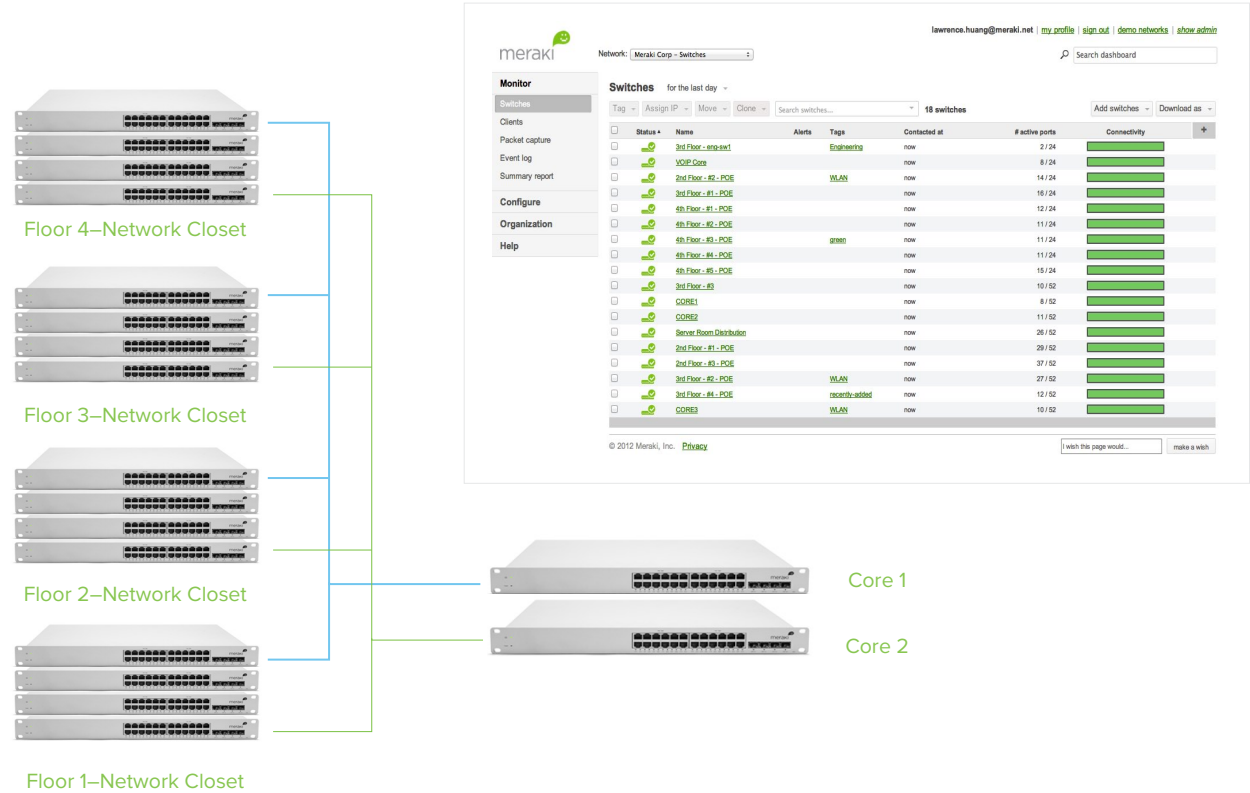 lawrence.huang@meraki.net | my profile | sign out | demo networks | show admin
meraki
Network: Meraki Corp – Switches
Search dashboard
Monitor
Switches
Clients
Packet capture
Event log
Summary report
Configure
Organization
Help
Switches for the last day
Tag Assign IP Move Clone Search switches... 18 switches Add switches Download as
Status Name Alerts Tags Contacted at # active ports Connectivity +
3rd Floor - eng-sw1 Engineering now 2 / 24
VOIP Core now 8 / 24
2nd Floor - #2 - POE WLAN now 14 / 24
3rd Floor - #1 - POE now 16 / 24
4th Floor - #1 - POE now 12 / 24
4th Floor - #2 - POE now 11 / 24
4th Floor - #3 - POE green now 11 / 24
4th Floor - #4 - POE now 11 / 24
4th Floor - #5 - POE now 15 / 24
3rd Floor - #3 now 10 / 52
CORE1 now 8 / 52
CORE2 now 11 / 52
Server Room Distribution now 26 / 52
2nd Floor - #1 - POE now 29 / 52
2nd Floor - #3 - POE now 37 / 52
3rd Floor - #2 - POE WLAN now 27 / 52
3rd Floor - #4 - POE recently-added now 12 / 52
CORE3 WLAN now 10 / 52
© 2012 Meraki, Inc. Privacy
I wish this page would... make a wish
Floor 4–Network Closet
Floor 3–Network Closet
Floor 2–Network Closet
Floor 1–Network Closet
meraki
Core 1
meraki
Core 2